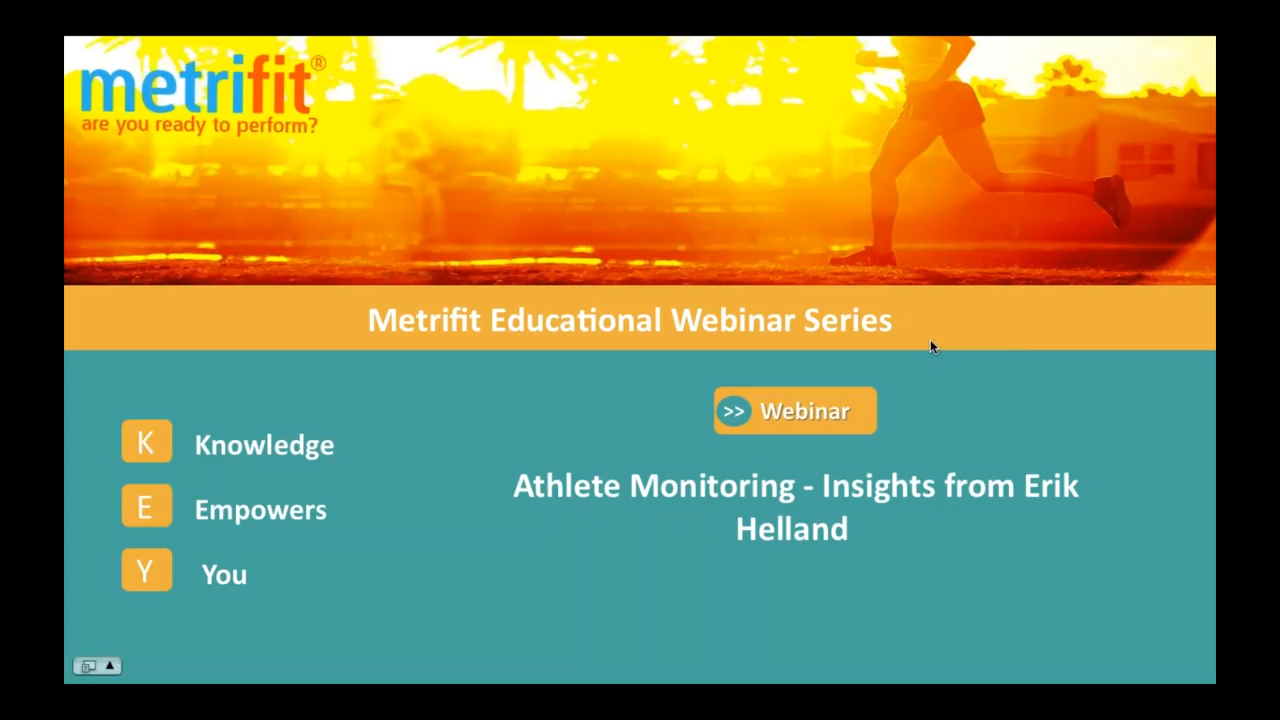 metrifit®
are you ready to perform?
Metrifit Educational Webinar Series
>> Webinar
K Knowledge
E Empowers
Y You
Athlete Monitoring - Insights from Erik
Helland